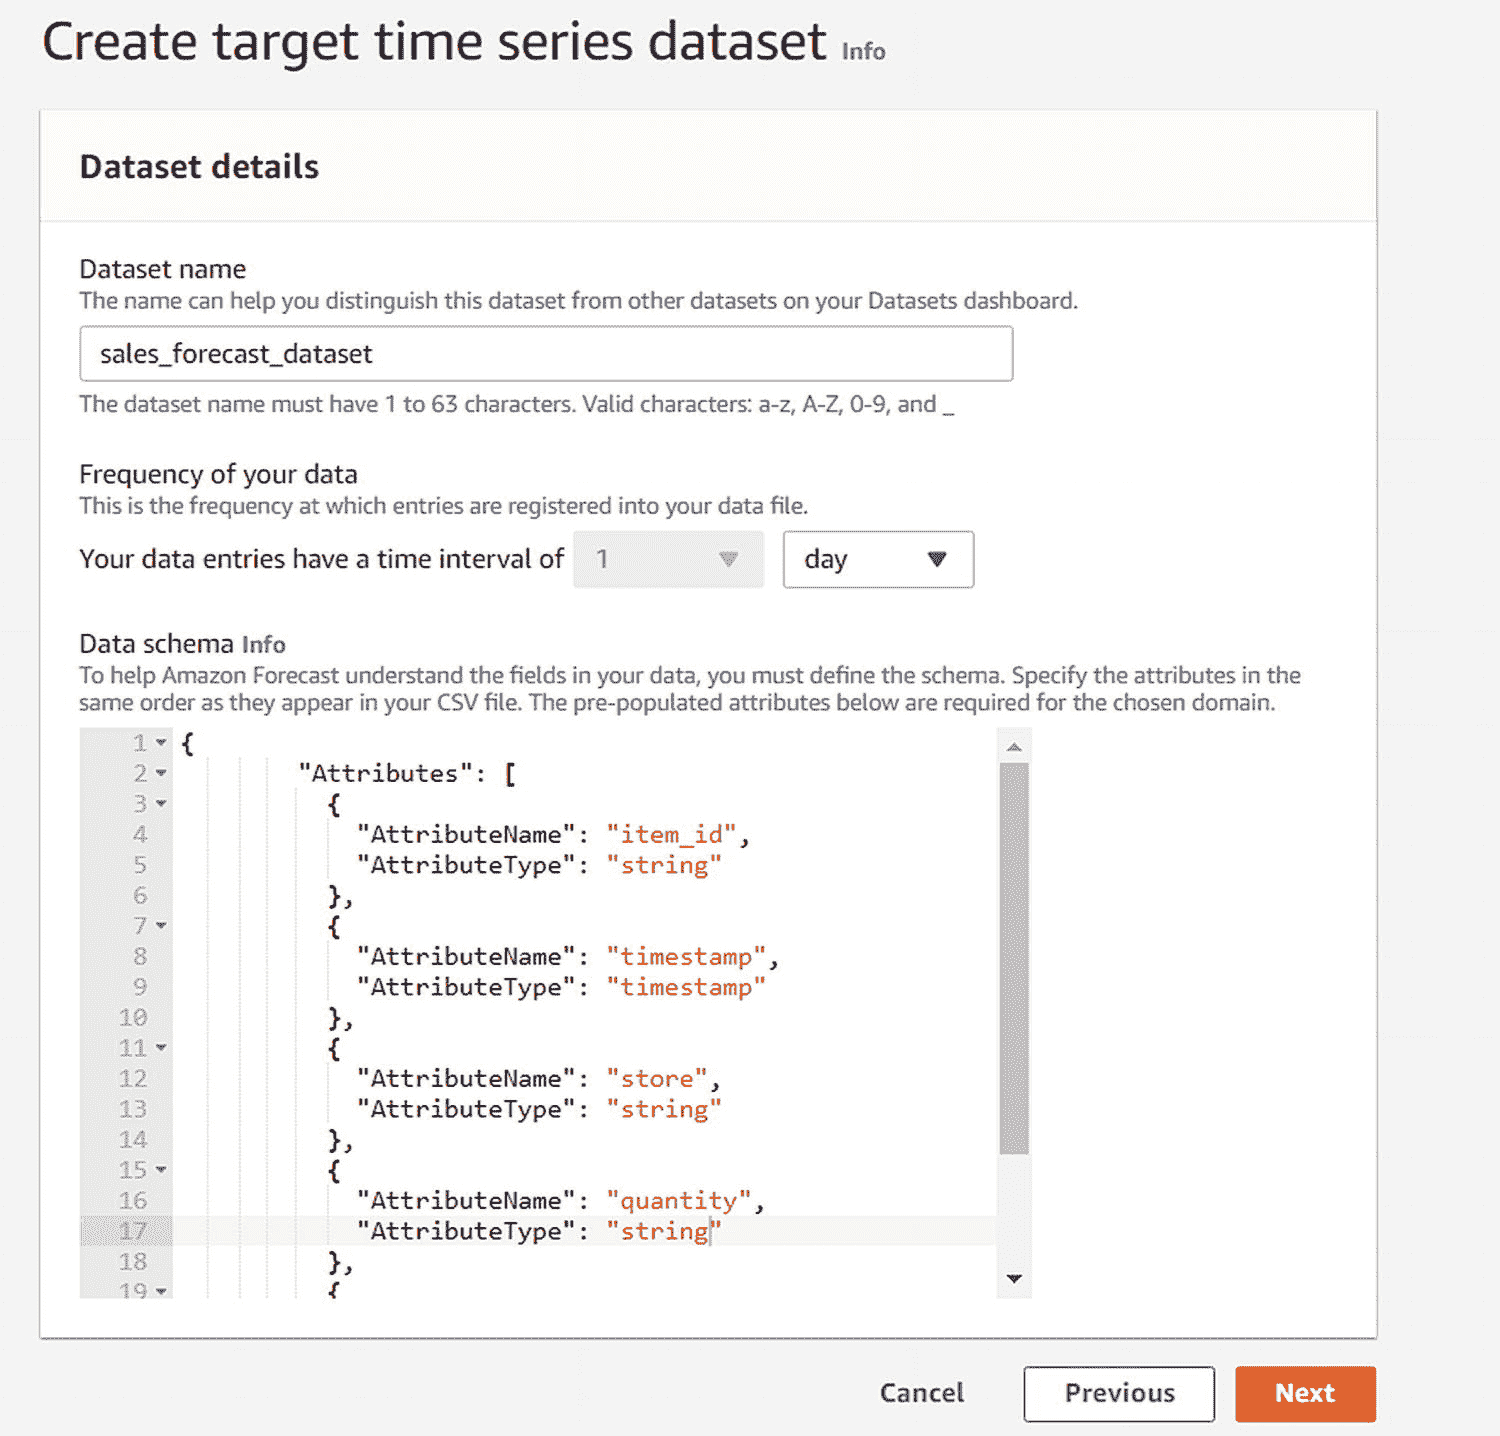 Create target time series dataset Info
Dataset details
Dataset name
The name can help you distinguish this dataset from other datasets on your Datasets dashboard.
sales_forecast_dataset
The dataset name must have 1 to 63 characters. Valid characters: a-z, A-Z, 0-9, and _
Frequency of your data
This is the frequency at which entries are registered into your data file.
Your data entries have a time interval of 1 day
Data schema Info
To help Amazon Forecast understand the fields in your data, you must define the schema. Specify the attributes in the
same order as they appear in your CSV file. The pre-populated attributes below are required for the chosen domain.
1 {
2 "Attributes": [
3 {
4 "AttributeName": "item_id",
5 "AttributeType": "string"
6 },
7 {
8 "AttributeName": "timestamp",
9 "AttributeType": "timestamp"
10 },
11 {
12 "AttributeName": "store",
13 "AttributeType": "string"
14 },
15 {
16 "AttributeName": "quantity",
17 "AttributeType": "string"
18 },
19 {
Cancel Previous Next